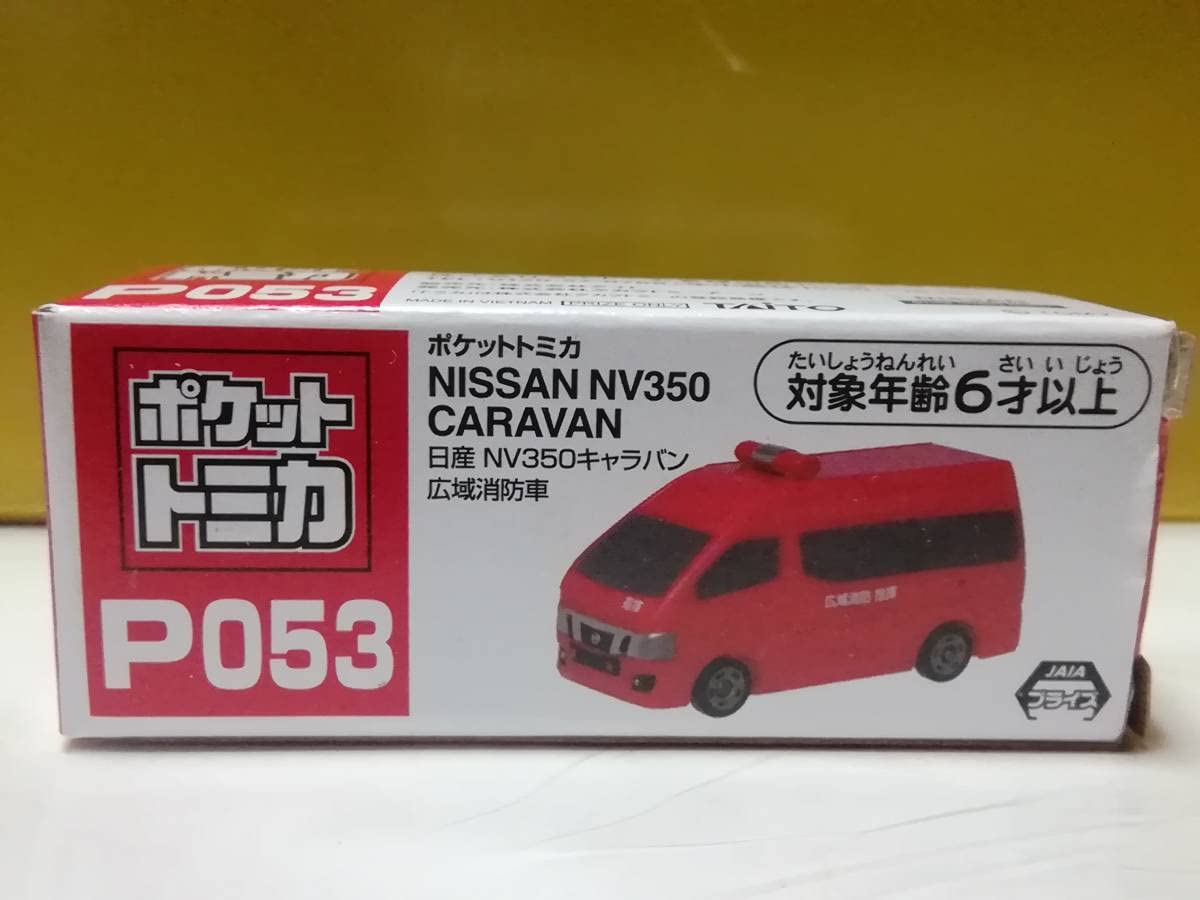 P053
MADE IN VIETNAM PRIZE ONLY
ポケット
トミカ
P053
ポケットトミカ
NISSAN NV350
CARAVAN
日産 NV350キャラバン
広域消防車
たいしょうねんれい さい い じょう
対象年齢6才以上
広域消防 指揮
JAIA
プライズ